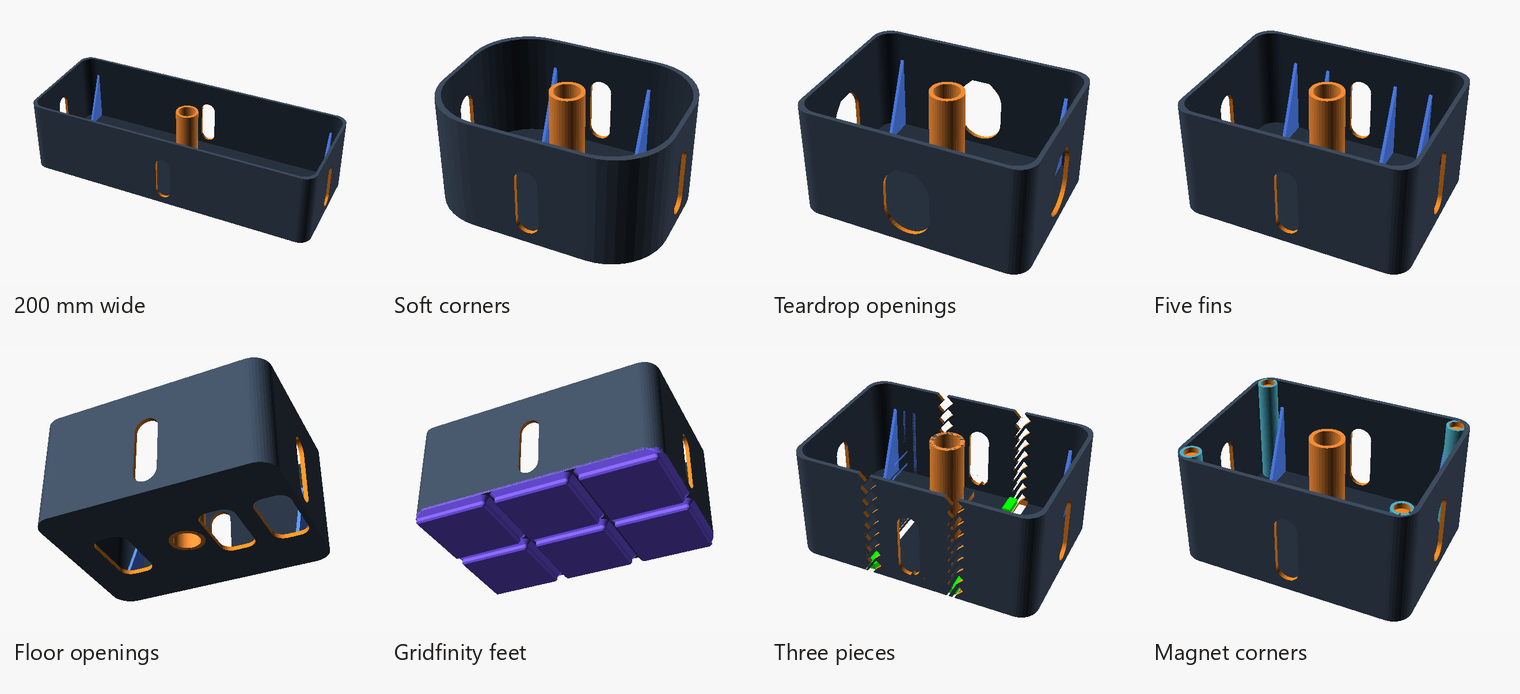 200 mm wide
Soft corners
Teardrop openings
Five fins
Floor openings
Gridfinity feet
Three pieces
Magnet corners